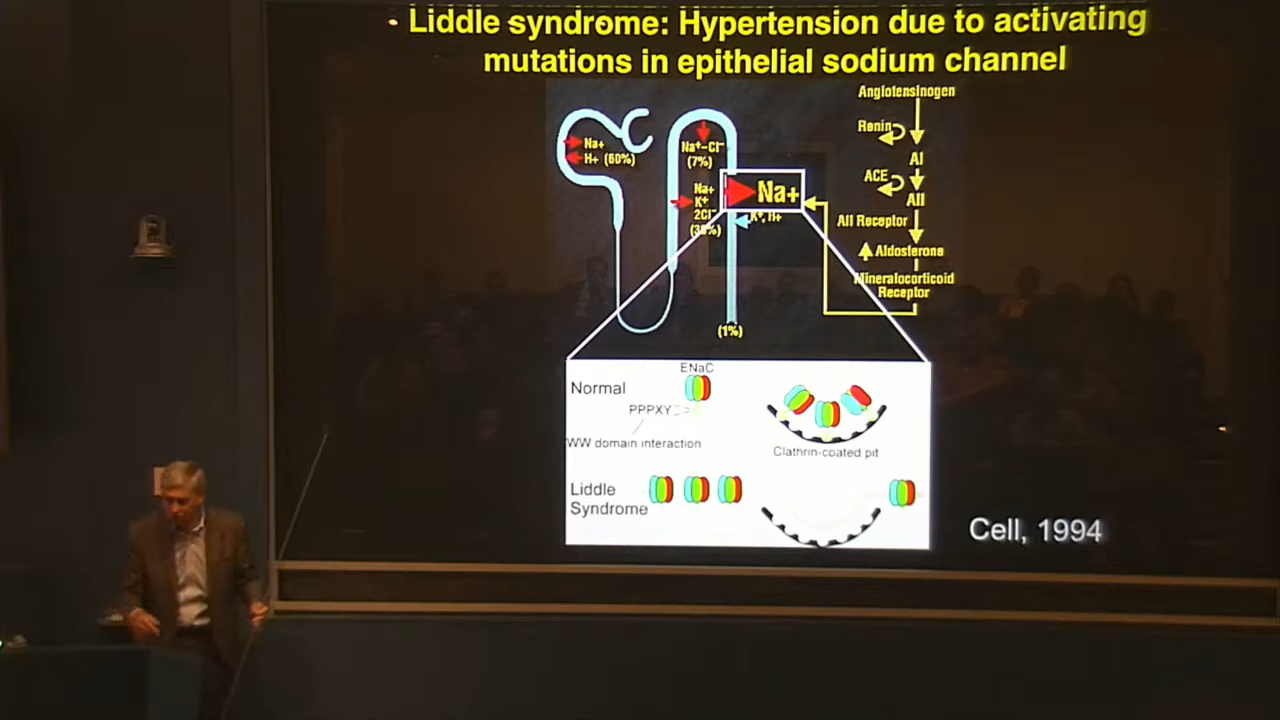 • Liddle syndrome: Hypertension due to activating
mutations in epithelial sodium channel
Angiotensinogen
Renin
AI
ACE
AII
AII Receptor
Aldosterone
Mineralocorticoid
Receptor
Na+
H+ (60%)
Na+-Cl-
(7%)
Na+
K+
2Cl-
(30%)
Na+
K+, H+
(1%)
ENaC
Normal
PPPXY
WW domain interaction
Clathrin-coated pit
Liddle
Syndrome
Cell, 1994